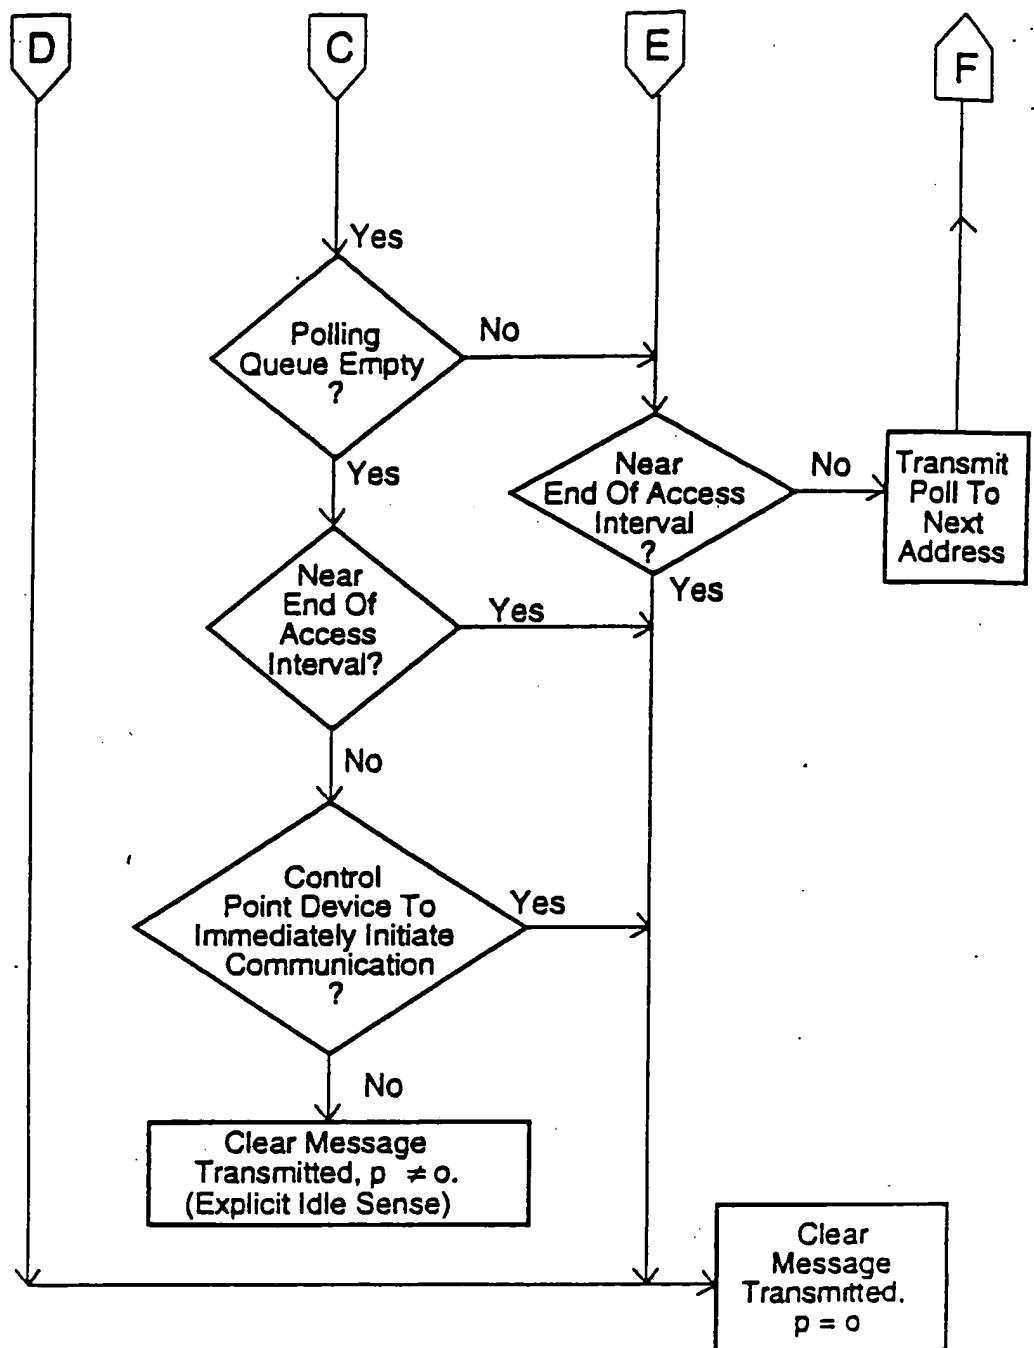 D
C
E
F
Yes
Polling
Queue Empty
?
No
Yes
Near
End Of Access
Interval
?
No
Transmit
Poll To
Next
Address
Yes
Near
End Of
Access
Interval?
Yes
No
Control
Point Device To
Immediately Initiate
Communication
?
Yes
No
Clear Message
Transmitted, p ≠ o.
(Explicit Idle Sense)
Clear
Message
Transmitted.
p = o